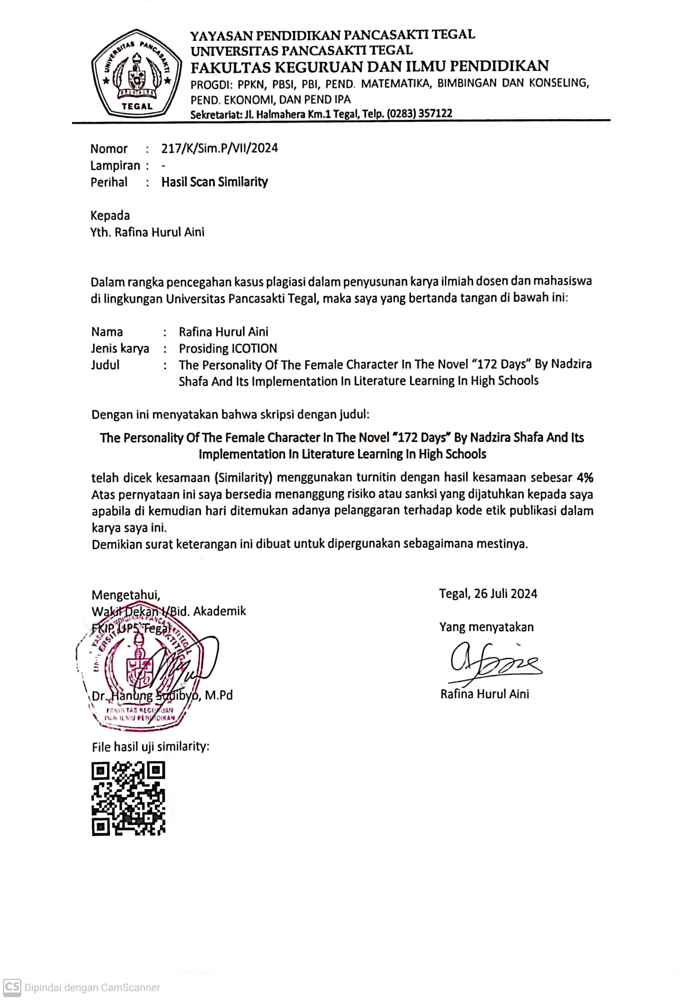 UNIVERSITAS PANCASAKTI
TEGAL
YAYASAN PENDIDIKAN PANCASAKTI TEGAL
UNIVERSITAS PANCASAKTI TEGAL
FAKULTAS KEGURUAN DAN ILMU PENDIDIKAN
PROGDI: PPKN, PBSI, PBI, PEND. MATEMATIKA, BIMBINGAN DAN KONSELING,
PEND. EKONOMI, DAN PEND IPA
Sekretariat: Jl. Halmahera Km.1 Tegal, Telp. (0283) 357122
Nomor : 217/K/Sim.P/VII/2024
Lampiran : -
Perihal : Hasil Scan Similarity
Kepada
Yth. Rafina Hurul Aini
Dalam rangka pencegahan kasus plagiasi dalam penyusunan karya ilmiah dosen dan mahasiswa
di lingkungan Universitas Pancasakti Tegal, maka saya yang bertanda tangan di bawah ini:
Nama : Rafina Hurul Aini
Jenis karya : Prosiding ICOTION
Judul : The Personality Of The Female Character In The Novel “172 Days” By Nadzira
Shafa And Its Implementation In Literature Learning In High Schools
Dengan ini menyatakan bahwa skripsi dengan judul:
The Personality Of The Female Character In The Novel “172 Days” By Nadzira Shafa And Its
Implementation In Literature Learning In High Schools
telah dicek kesamaan (Similarity) menggunakan turnitin dengan hasil kesamaan sebesar 4%
Atas pernyataan ini saya bersedia menanggung risiko atau sanksi yang dijatuhkan kepada saya
apabila di kemudian hari ditemukan adanya pelanggaran terhadap kode etik publikasi dalam
karya saya ini.
Demikian surat keterangan ini dibuat untuk dipergunakan sebagaimana mestinya.
Mengetahui,
Wakil Dekan I/Bid. Akademik
FKIP UPS Tegal
Dr. Hanung Sudibyo, M.Pd
FAKULTAS KEGURUAN
DAN ILMU PENDIDIKAN
Tegal, 26 Juli 2024
Yang menyatakan
Rafina Hurul Aini
File hasil uji similarity:
CS Dipindai dengan CamScanner